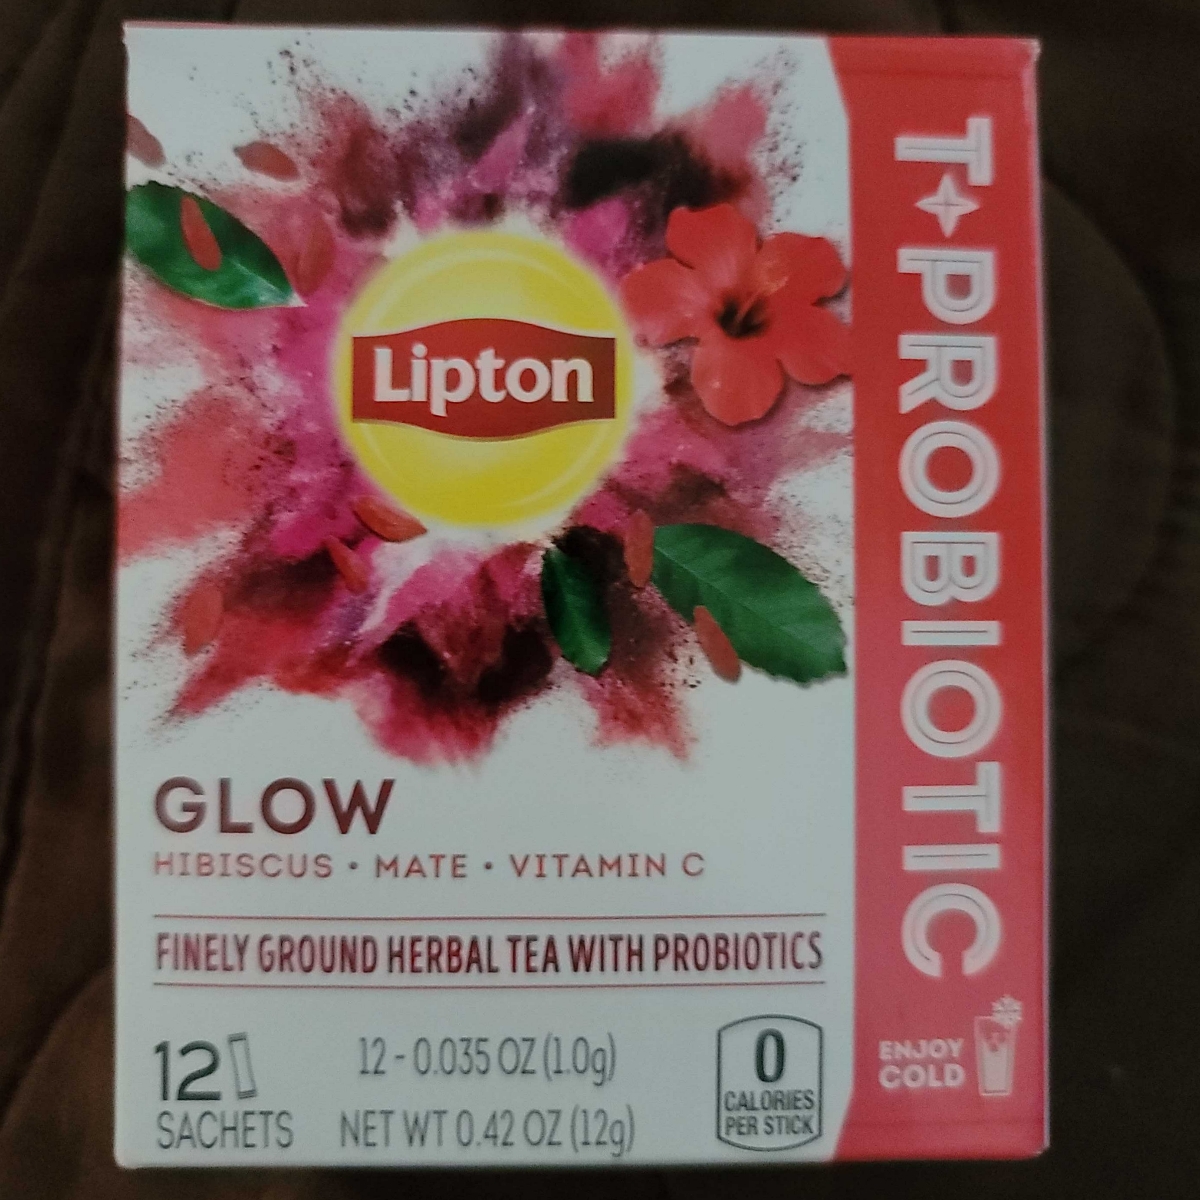 Lipton
T+PROBIOTIC
GLOW
HIBISCUS • MATE • VITAMIN C
FINELY GROUND HERBAL TEA WITH PROBIOTICS
12
SACHETS
12 - 0.035 OZ (1.0g)
NET WT 0.42 OZ (12g)
0
CALORIES
PER STICK
ENJOY
COLD